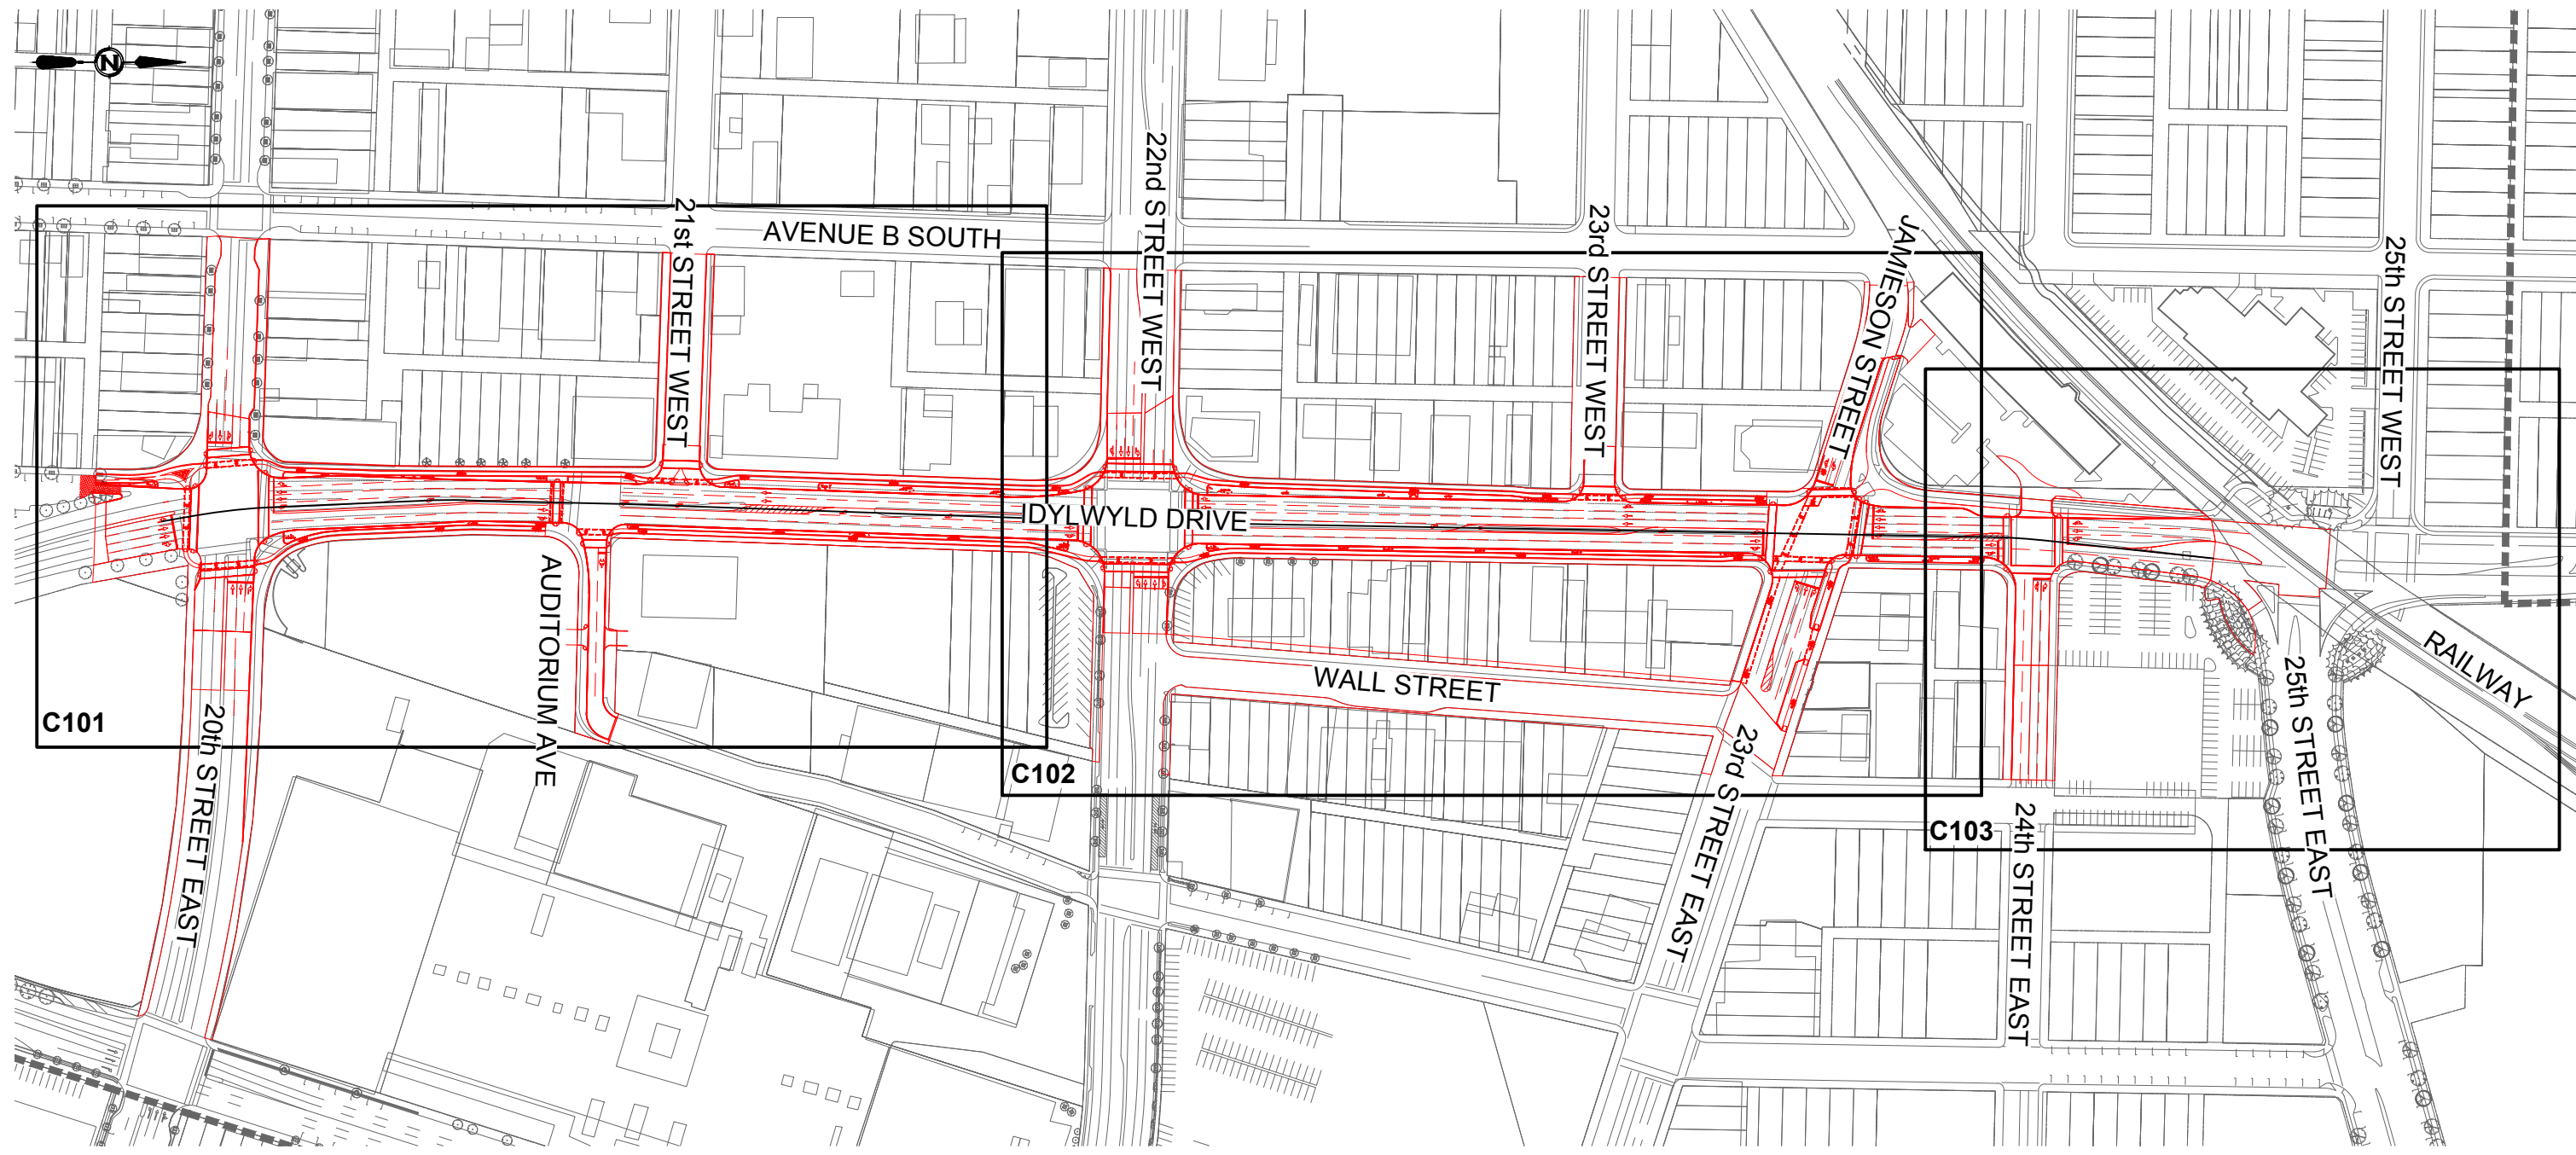 N
22nd STREET WEST
21st STREET WEST
AVENUE B SOUTH
23rd STREET WEST
JAMIESON STREET
25th STREET WEST
IDYLWYLD DRIVE
AUDITORIUM AVE
WALL STREET
RAILWAY
C101
20th STREET EAST
C102
23rd STREET EAST
25th STREET EAST
C103
24th STREET EAST